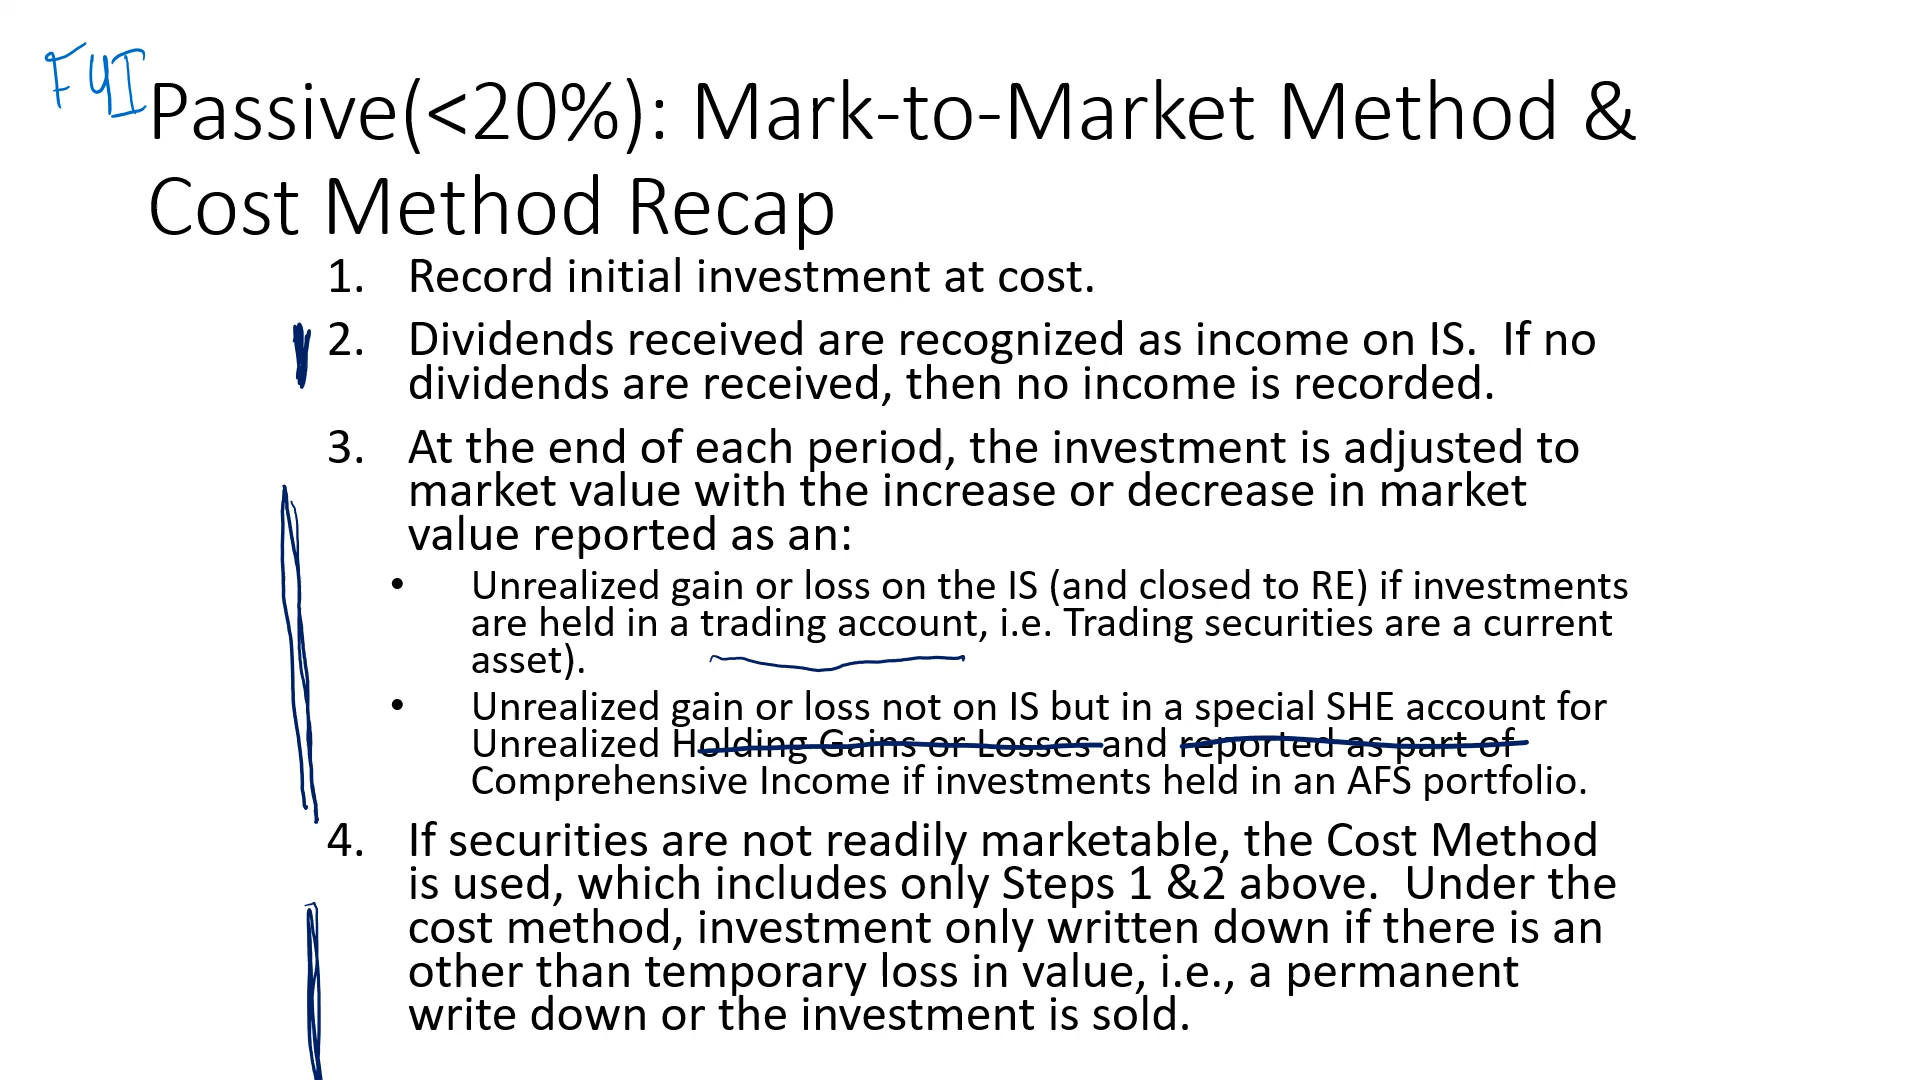 FYI
Passive(<20%): Mark-to-Market Method &
Cost Method Recap
1. Record initial investment at cost.
2. Dividends received are recognized as income on IS.  If no
dividends are received, then no income is recorded.
3. At the end of each period, the investment is adjusted to
market value with the increase or decrease in market
value reported as an:
• Unrealized gain or loss on the IS (and closed to RE) if investments
are held in a trading account, i.e. Trading securities are a current
asset).
• Unrealized gain or loss not on IS but in a special SHE account for
Unrealized Holding Gains or Losses and reported as part of
Comprehensive Income if investments held in an AFS portfolio.
4. If securities are not readily marketable, the Cost Method
is used, which includes only Steps 1 &2 above.  Under the
cost method, investment only written down if there is an
other than temporary loss in value, i.e., a permanent
write down or the investment is sold.